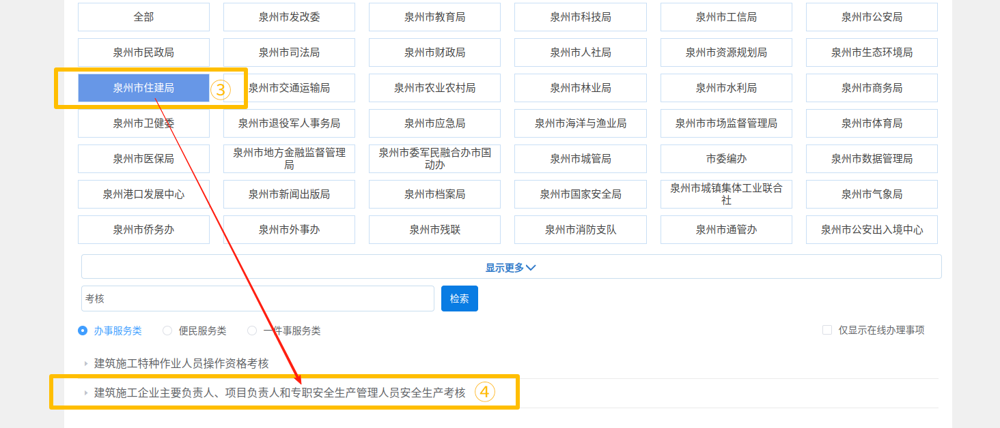 全部 泉州市发改委 泉州市教育局 泉州市科技局 泉州市工信局 泉州市公安局
泉州市民政局 泉州市司法局 泉州市财政局 泉州市人社局 泉州市资源规划局 泉州市生态环境局
泉州市住建局 ③ 泉州市交通运输局 泉州市农业农村局 泉州市林业局 泉州市水利局 泉州市商务局
泉州市卫健委 泉州市退役军人事务局 泉州市应急局 泉州市海洋与渔业局 泉州市市场监督管理局 泉州市体育局
泉州市医保局 泉州市地方金融监督管理局 泉州市委军民融合办市国动办 泉州市城管局 市委编办 泉州市数据管理局
泉州港口发展中心 泉州市新闻出版局 泉州市档案局 泉州市国家安全局 泉州市城镇集体工业联合社 泉州市气象局
泉州市侨务办 泉州市外事办 泉州市残联 泉州市消防支队 泉州市通管办 泉州市公安出入境中心
显示更多
考核 检索
办事服务类 便民服务类 一件事服务类 仅显示在线办理事项
建筑施工特种作业人员操作资格考核
建筑施工企业主要负责人、项目负责人和专职安全生产管理人员安全生产考核 ④